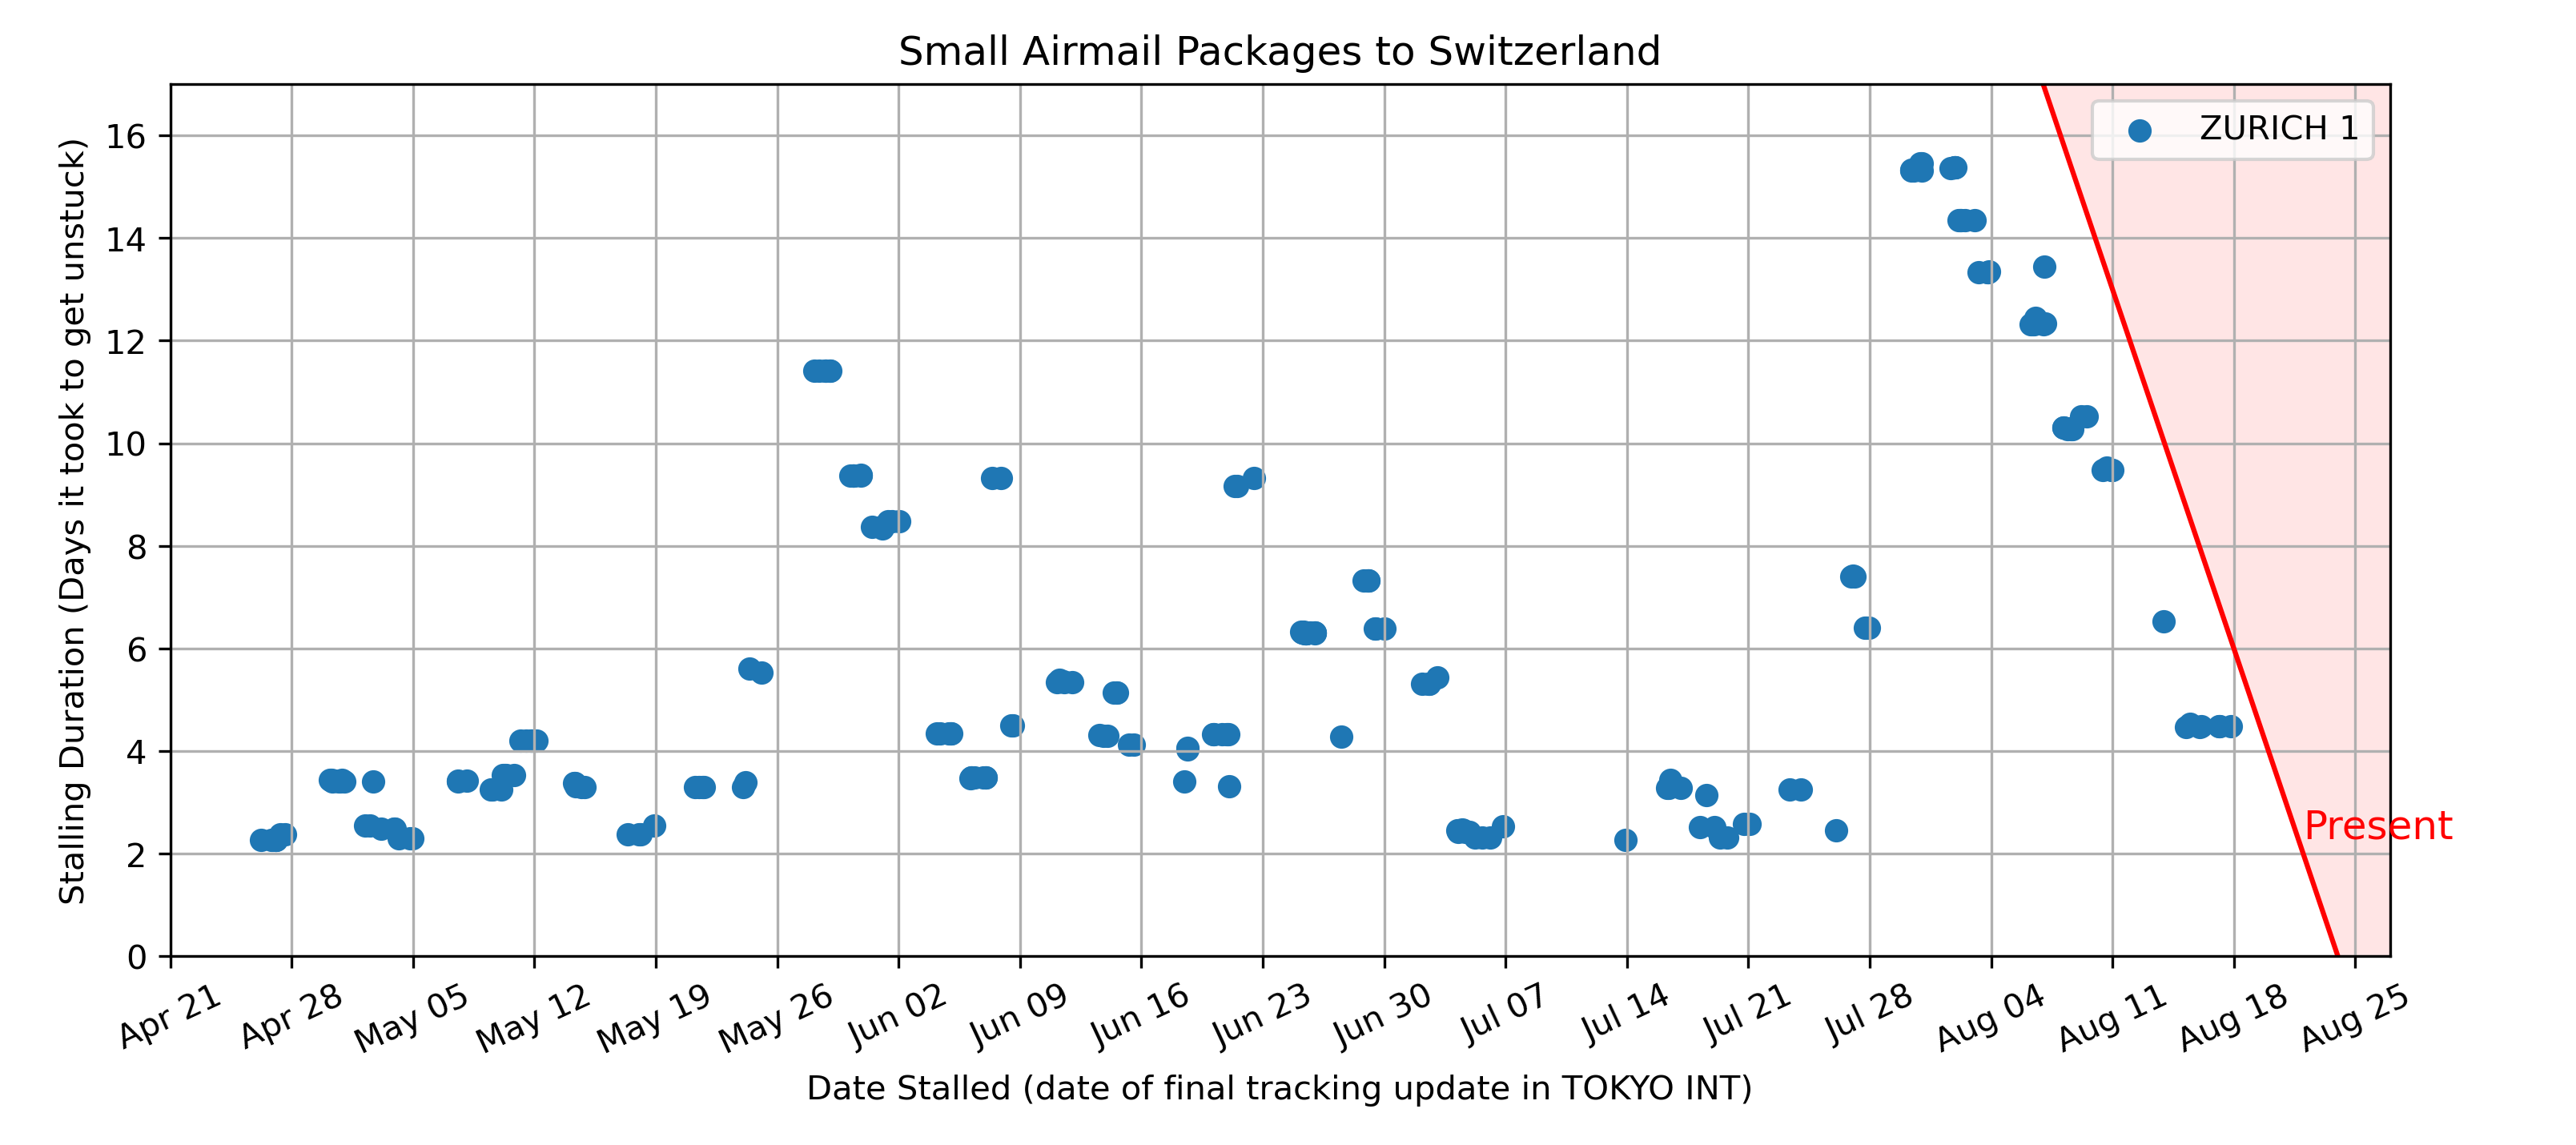 Small Airmail Packages to Switzerland
ZURICH 1
Stalling Duration (Days it took to get unstuck)
16
14
12
10
8
6
4
2
0
Present
Apr 21
Apr 28
May 05
May 12
May 19
May 26
Jun 02
Jun 09
Jun 16
Jun 23
Jun 30
Jul 07
Jul 14
Jul 21
Jul 28
Aug 04
Aug 11
Aug 18
Aug 25
Date Stalled (date of final tracking update in TOKYO INT)